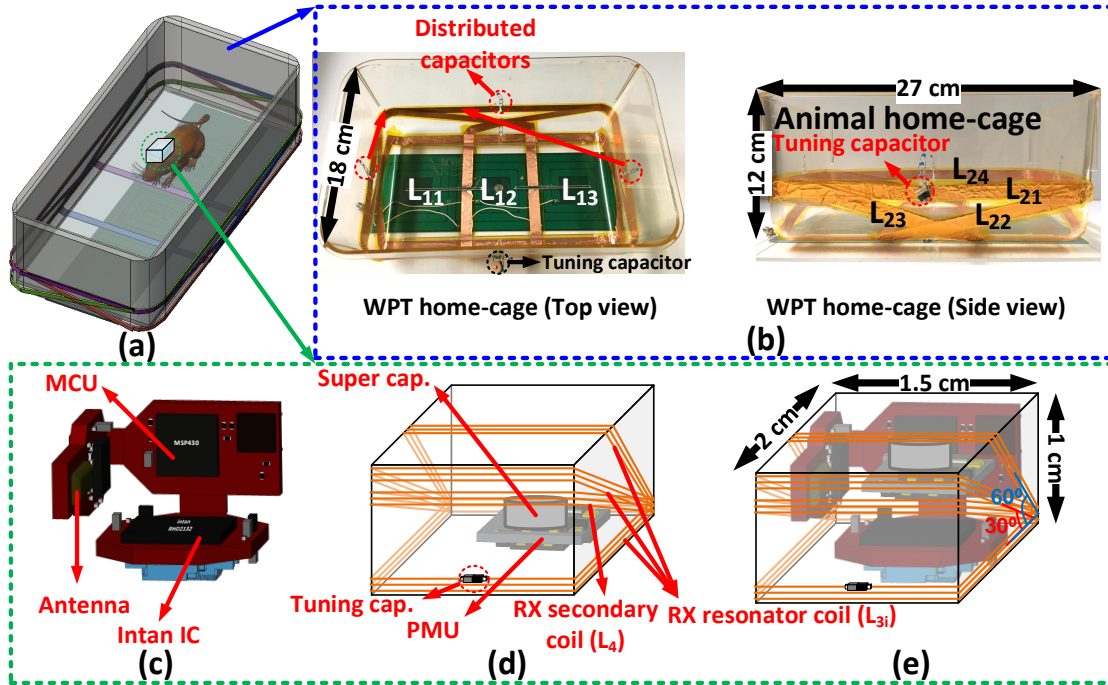 Distributed
capacitors
18 cm
L11
L12
L13
Tuning capacitor
WPT home-cage (Top view)
27 cm
12 cm
Animal home-cage
Tuning capacitor
L24
L21
L23
L22
WPT home-cage (Side view)
(a)
(b)
MCU
MSP430
intan
RHD2132
Antenna
Intan IC
(c)
Super cap.
Tuning cap.
PMU
RX secondary
coil (L4)
RX resonator coil (L3i)
(d)
1.5 cm
2 cm
1 cm
60º
30º
(e)